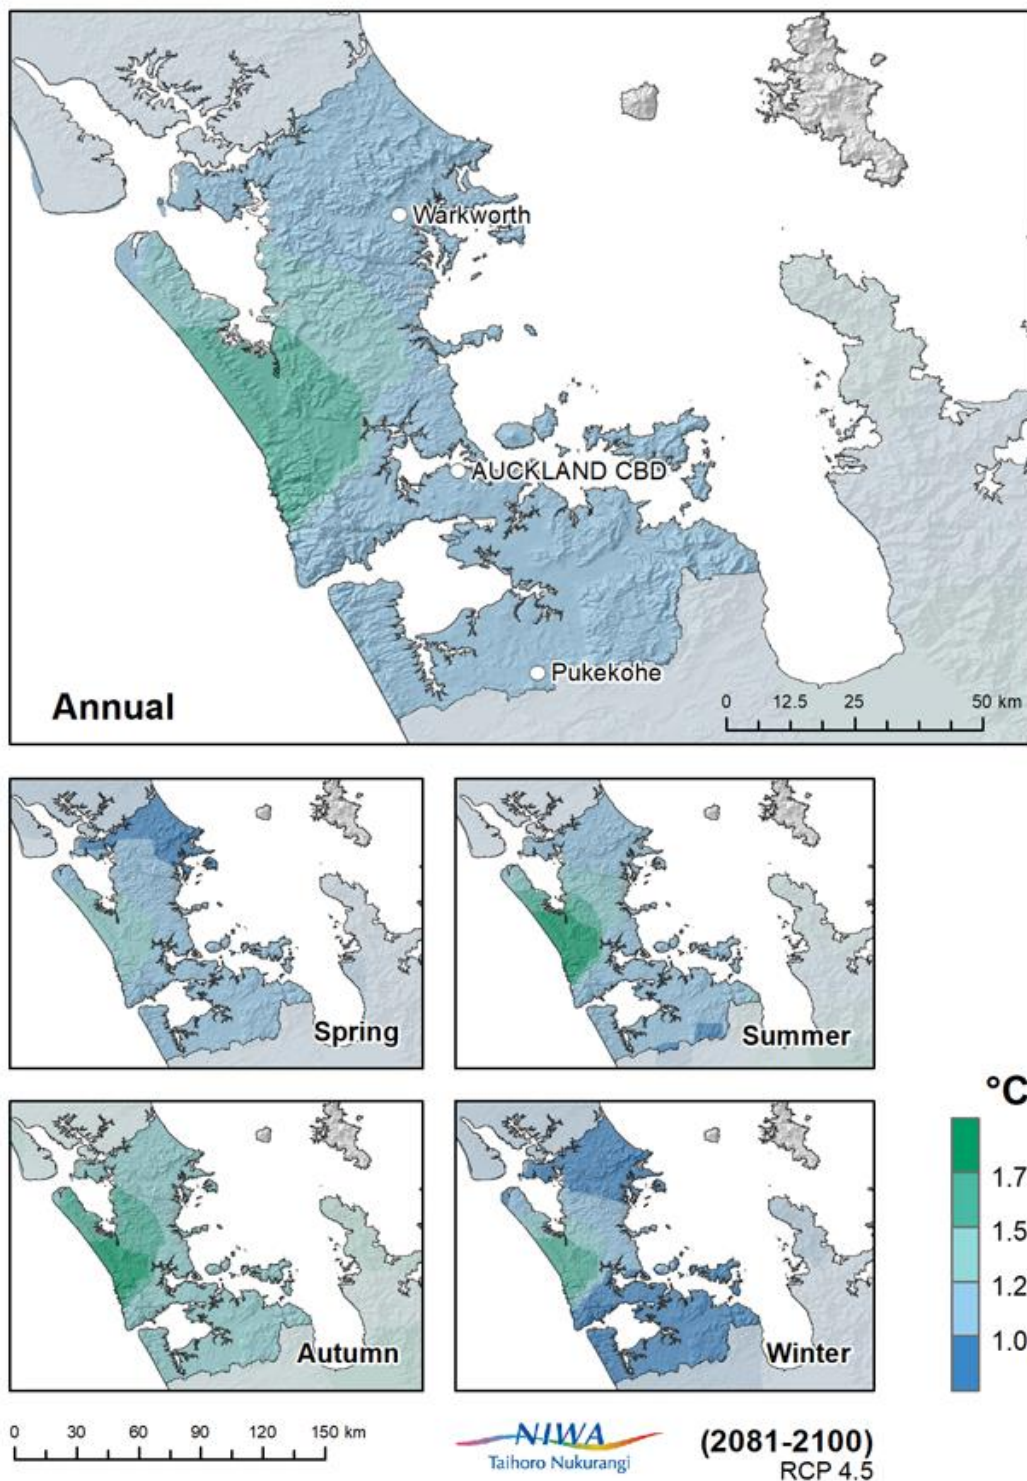 Warkworth
AUCKLAND CBD
Pukekohe
Annual
0 12.5 25 50 km
Spring
Summer
Autumn
Winter
°C
1.7
1.5
1.2
1.0
0 30 60 90 120 150 km
NIWA
Taihoro Nukurangi
(2081-2100)
RCP 4.5